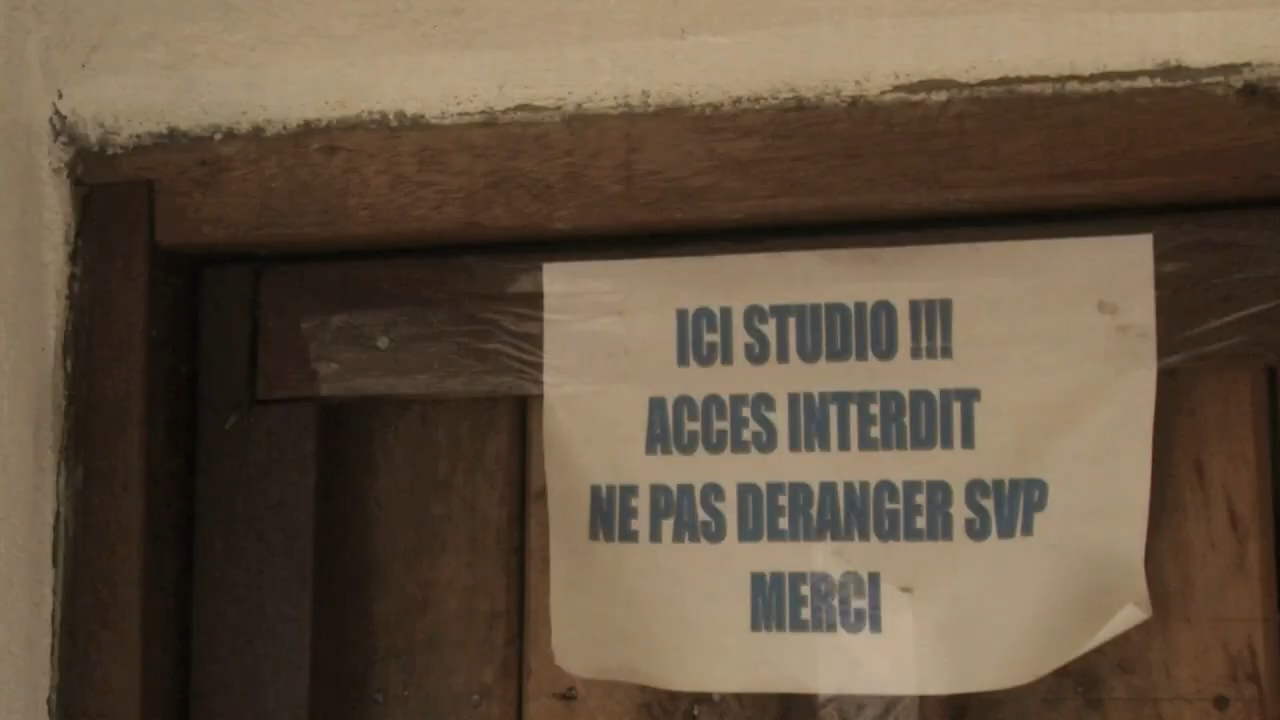 ICI STUDIO !!!
ACCES INTERDIT
NE PAS DERANGER SVP
MERCI